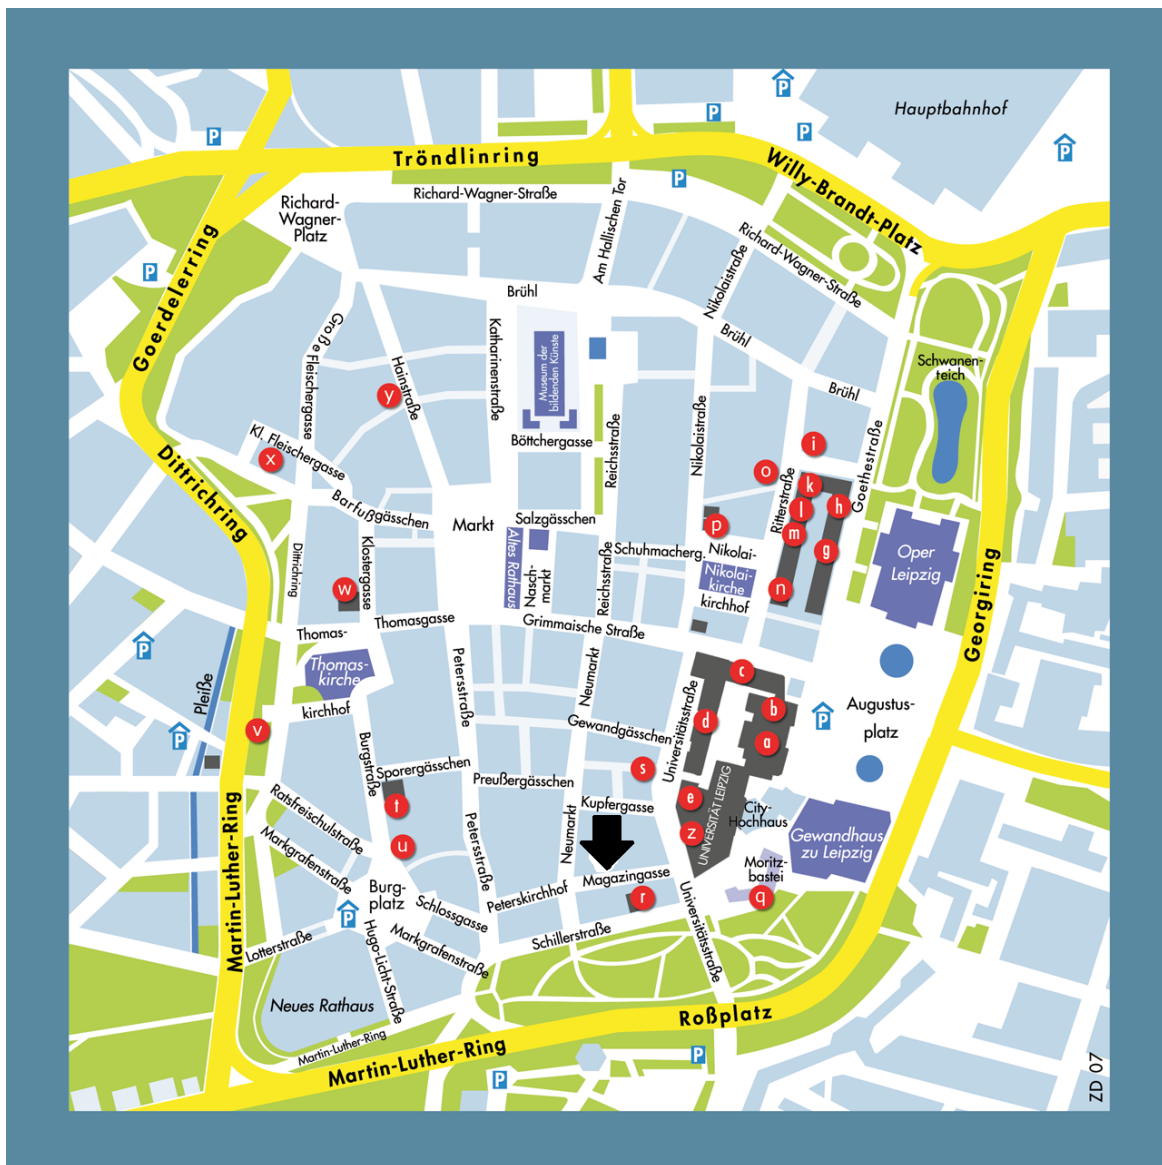 Hauptbahnhof
P
P
P
P
P
P
Tröndlinring
Willy-Brandt-Platz
Richard-Wagner-Straße
Richard-
Wagner-
Platz
Am Hallischen Tor
Nikolaistraße
Richard-Wagner-Straße
P
Goerdelerring
Brühl
Brühl
Brühl
Große Fleischergasse
Hainstraße
Katharinenstraße
Museum der
bildenden Künste
Schwanen-
teich
y
Nikolaistraße
Goethestraße
Reichsstraße
Böttchergasse
Kl. Fleischergasse
x
i
o
k
Ritterstraße
l
h
m
g
n
Dittrichring
Barfußgässchen
Markt
Salzgässchen
p
Schuhmacherg.
Nikolai-
Nikolai-
kirche
kirchhof
Oper
Leipzig
Altes Rathaus
Nasch-
markt
Reichsstraße
Dittrichring
Klostergasse
w
Georgiring
Thomas-
Thomasgasse
Grimmaische Straße
P
Thomas-
kirche
kirchhof
Petersstraße
Neumarkt
Universitätsstraße
c
b
a
d
P
Augustus-
platz
Pleiße
P
v
Gewandgässchen
Burgstraße
Sporergässchen
Preußergässchen
s
Kupfergasse
t
e
z
UNIVERSITÄT LEIPZIG
City-
Hochhaus
Gewandhaus
zu Leipzig
Ratsfreischulstraße
Markgrafenstraße
u
Petersstraße
Neumarkt
Moritz-
bastei
Martin-Luther-Ring
Burg-
platz
P
Schlossgasse
Peterskirchhof
Magazingasse
r
q
Universitätsstraße
Lotterstraße
Hugo-Licht-Straße
Markgrafenstraße
Schillerstraße
Neues Rathaus
Roßplatz
Martin-Luther-Ring
Martin-Luther-Ring
P
P
ZD 07